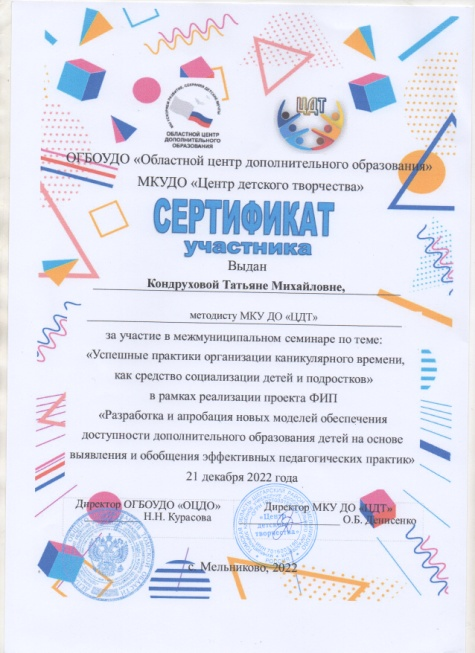 ОБЛАСТНОЙ ЦЕНТР
ДОПОЛНИТЕЛЬНОГО
ОБРАЗОВАНИЯ
ЦДТ
ОГБОУДО «Областной центр дополнительного образования»
МКУДО «Центр детского творчества»
СЕРТИФИКАТ
участника
Выдан
Кондруховой Татьяне Михайловне,
методисту МКУ ДО «ЦДТ»
за участие в межмуниципальном семинаре по теме:
«Успешные практики организации каникулярного времени,
как средство социализации детей и подростков»
в рамках реализации проекта ФИП
«Разработка и апробация новых моделей обеспечения
доступности дополнительного образования детей на основе
выявления и обобщения эффективных педагогических практик»
21 декабря 2022 года
Директор ОГБОУДО «ОЦДО»
Н.Н. Курасова
Директор МКУ ДО «ЦДТ»
О.Б. Денисенко
«Центр
детского
творчества»
с. Мельниково, 2022